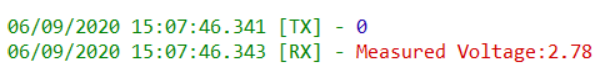 06/09/2020 15:07:46.341 [TX] - 0
06/09/2020 15:07:46.343 [RX] - Measured Voltage:2.78